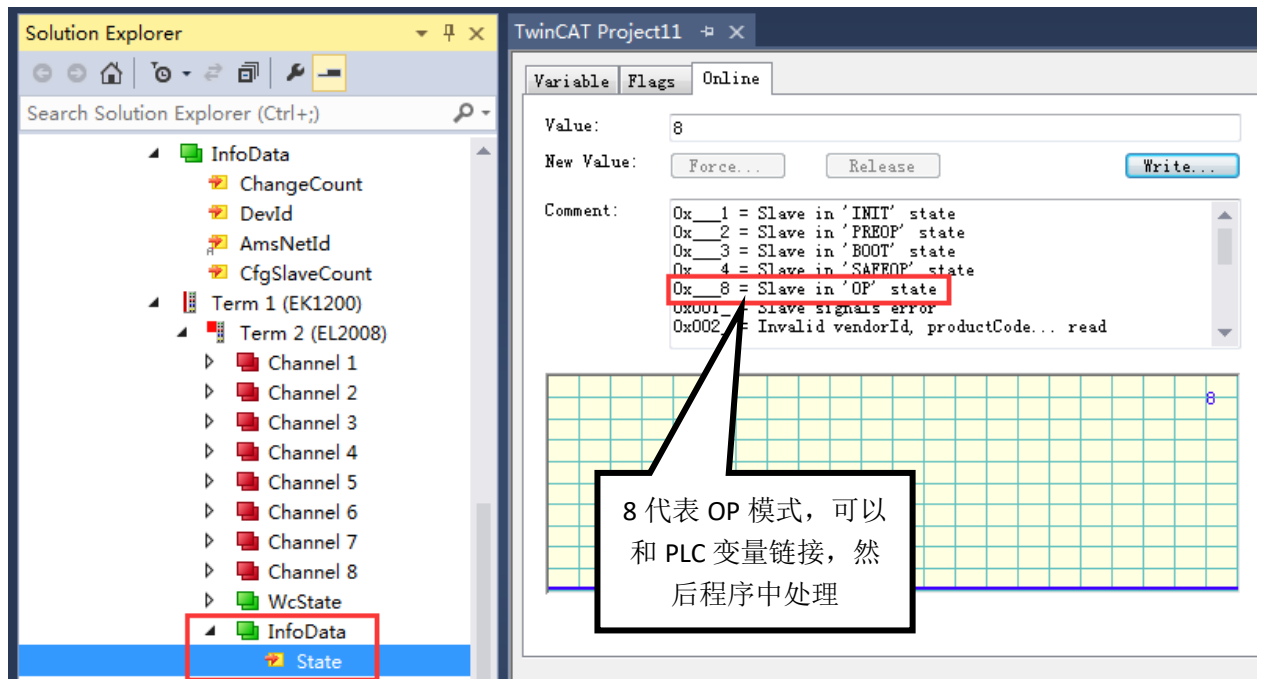 Solution Explorer
Search Solution Explorer (Ctrl+;)
InfoData
ChangeCount
DevId
AmsNetId
CfgSlaveCount
Term 1 (EK1200)
Term 2 (EL2008)
Channel 1
Channel 2
Channel 3
Channel 4
Channel 5
Channel 6
Channel 7
Channel 8
WcState
InfoData
State
TwinCAT Project11
Variable Flags Online
Value: 8
New Value: Force... Release Write...
Comment:
0x___1 = Slave in 'INIT' state
0x___2 = Slave in 'PREOP' state
0x___3 = Slave in 'BOOT' state
0x___4 = Slave in 'SAFEOP' state
0x___8 = Slave in 'OP' state
0x001_ = Slave signals error
0x002_ = Invalid vendorId, productCode... read
8
8 代表 OP 模式，可以
和 PLC 变量链接，然
后程序中处理